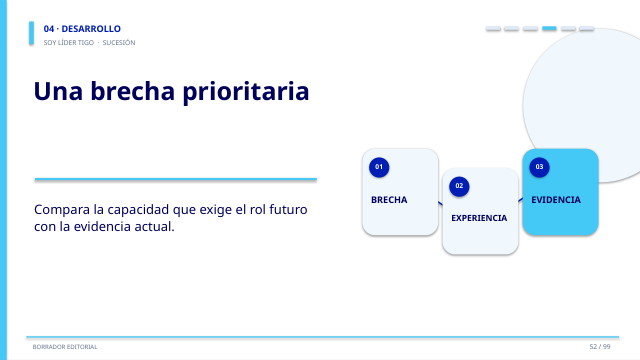 04 · DESARROLLO
SOY LÍDER TIGO · SUCESIÓN
Una brecha prioritaria
Compara la capacidad que exige el rol futuro
con la evidencia actual.
01
BRECHA
02
EXPERIENCIA
03
EVIDENCIA
BORRADOR EDITORIAL
52 / 99